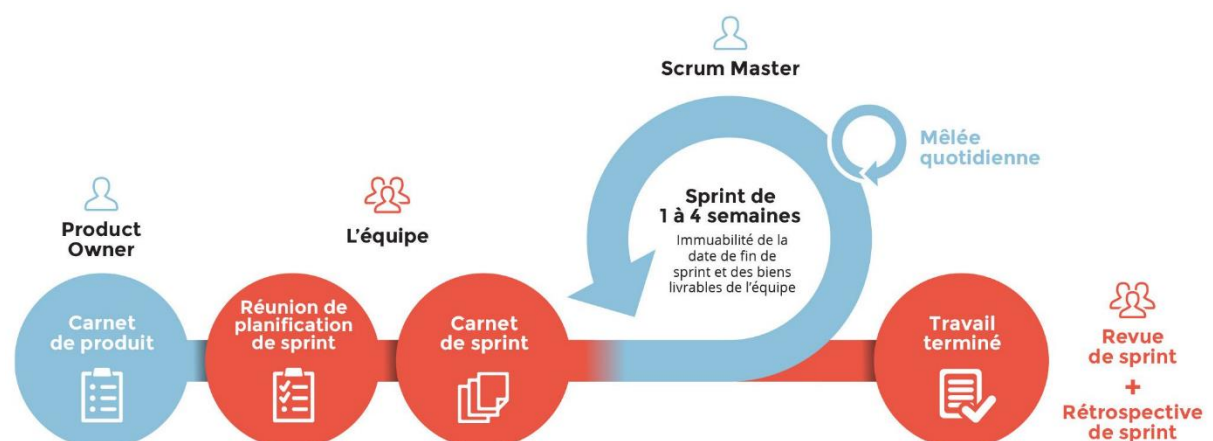 Scrum Master
Mêlée
quotidienne
Product
Owner
L'équipe
Sprint de
1 à 4 semaines
Immuabilité de la
date de fin de
sprint et des biens
livrables de l'équipe
Carnet
de produit
Réunion de
planification
de sprint
Carnet
de sprint
Travail
terminé
Revue
de sprint
+
Rétrospective
de sprint